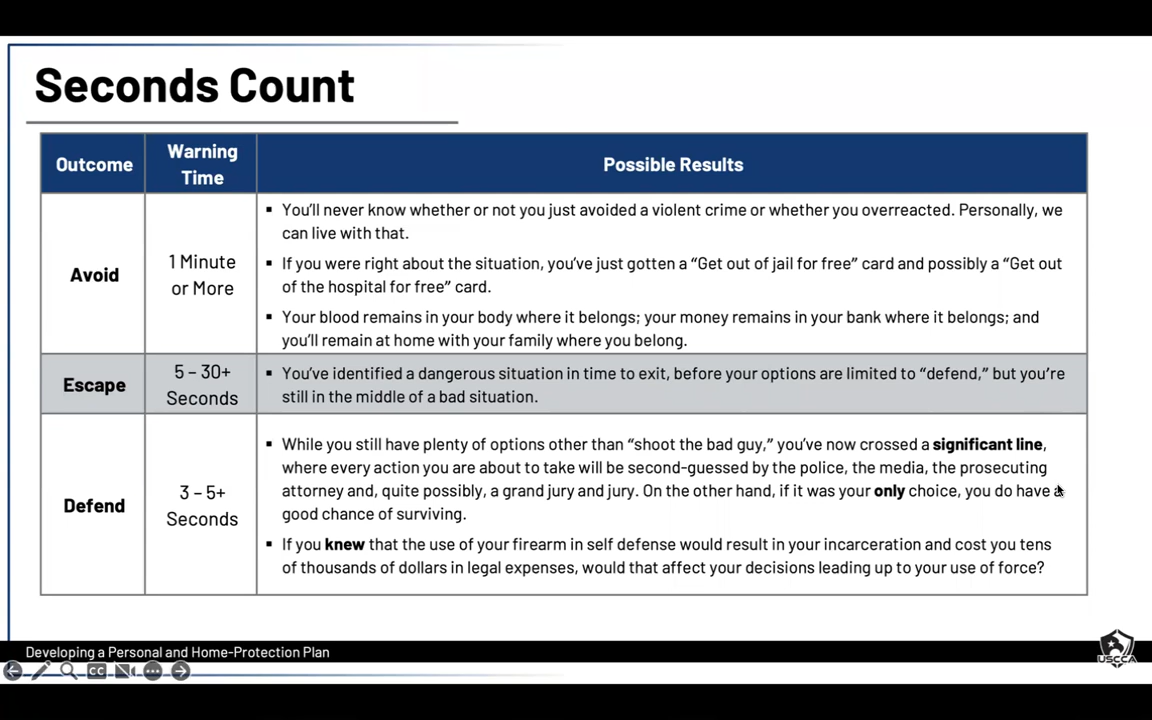 Seconds Count
Outcome
Warning
Time
Possible Results
Avoid
1 Minute
or More
▪ You'll never know whether or not you just avoided a violent crime or whether you overreacted. Personally, we
can live with that.
▪ If you were right about the situation, you've just gotten a “Get out of jail for free” card and possibly a “Get out
of the hospital for free” card.
▪ Your blood remains in your body where it belongs; your money remains in your bank where it belongs; and
you'll remain at home with your family where you belong.
Escape
5 – 30+
Seconds
▪ You've identified a dangerous situation in time to exit, before your options are limited to “defend,” but you're
still in the middle of a bad situation.
Defend
3 – 5+
Seconds
▪ While you still have plenty of options other than “shoot the bad guy,” you've now crossed a significant line,
where every action you are about to take will be second-guessed by the police, the media, the prosecuting
attorney and, quite possibly, a grand jury and jury. On the other hand, if it was your only choice, you do have a
good chance of surviving.
▪ If you knew that the use of your firearm in self defense would result in your incarceration and cost you tens
of thousands of dollars in legal expenses, would that affect your decisions leading up to your use of force?
Developing a Personal and Home-Protection Plan
USCCA
CC